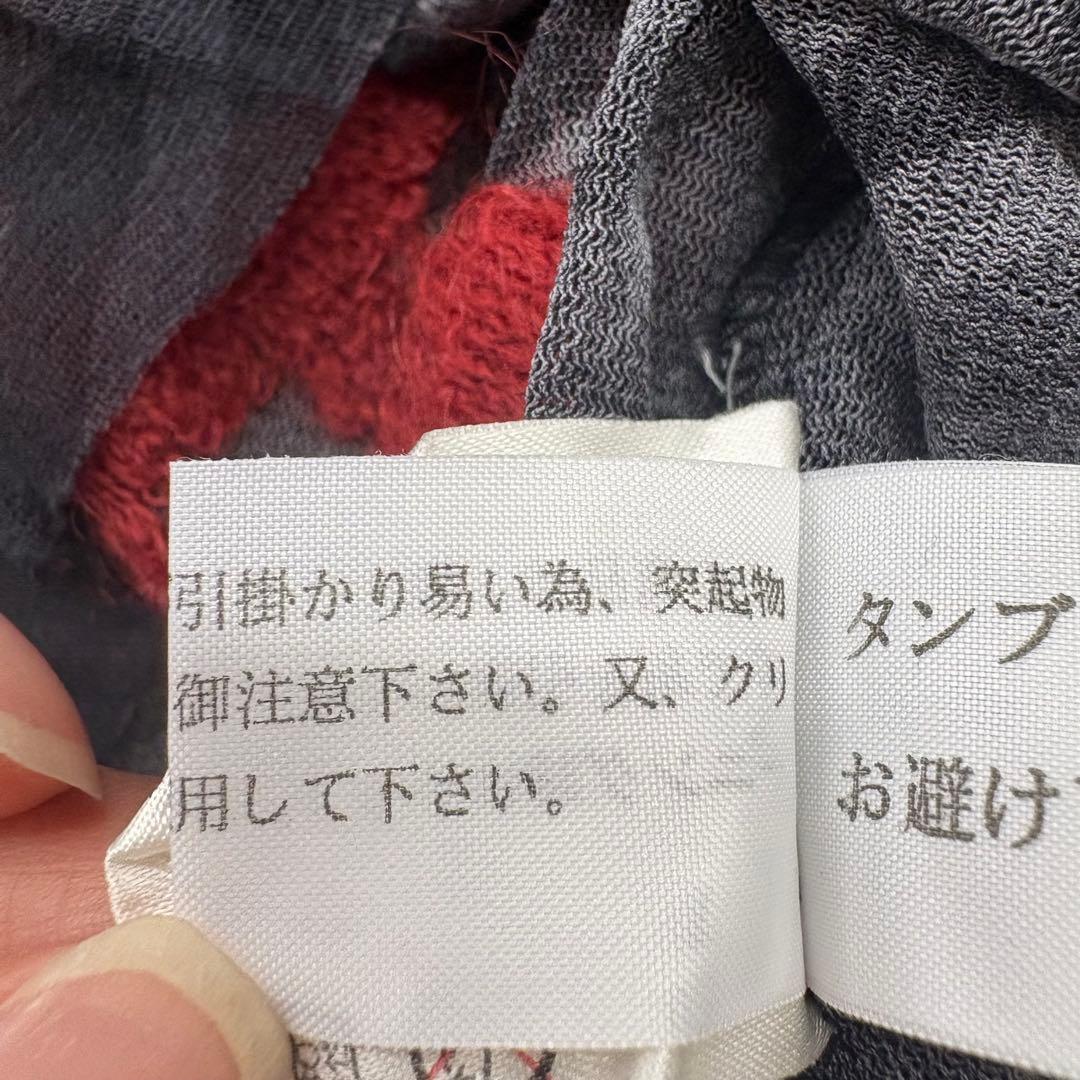 引掛かり易い為、突起物
御注意下さい。又、クリ
用して下さい。
タンブ
お避け